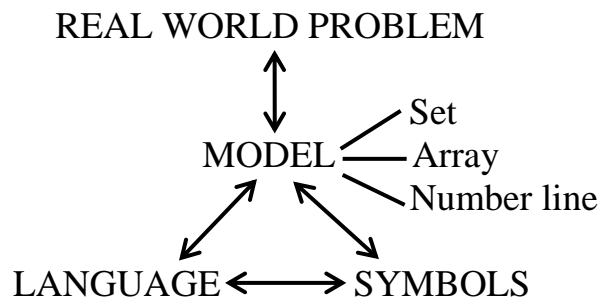 REAL WORLD PROBLEM
Set
MODEL
Array
Number line
LANGUAGE
SYMBOLS